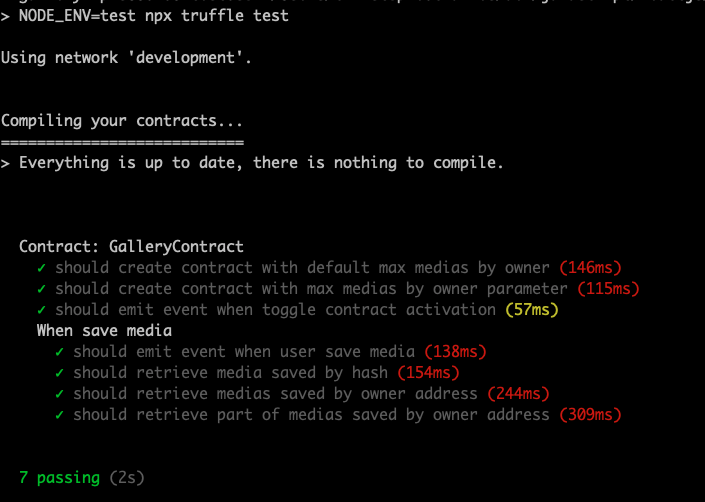 > NODE_ENV=test npx truffle test
Using network 'development'.
Compiling your contracts...
===========================
> Everything is up to date, there is nothing to compile.
Contract: GalleryContract
✓ should create contract with default max medias by owner (146ms)
✓ should create contract with max medias by owner parameter (115ms)
✓ should emit event when toggle contract activation (57ms)
When save media
✓ should emit event when user save media (138ms)
✓ should retrieve media saved by hash (154ms)
✓ should retrieve medias saved by owner address (244ms)
✓ should retrieve part of medias saved by owner address (309ms)
7 passing (2s)